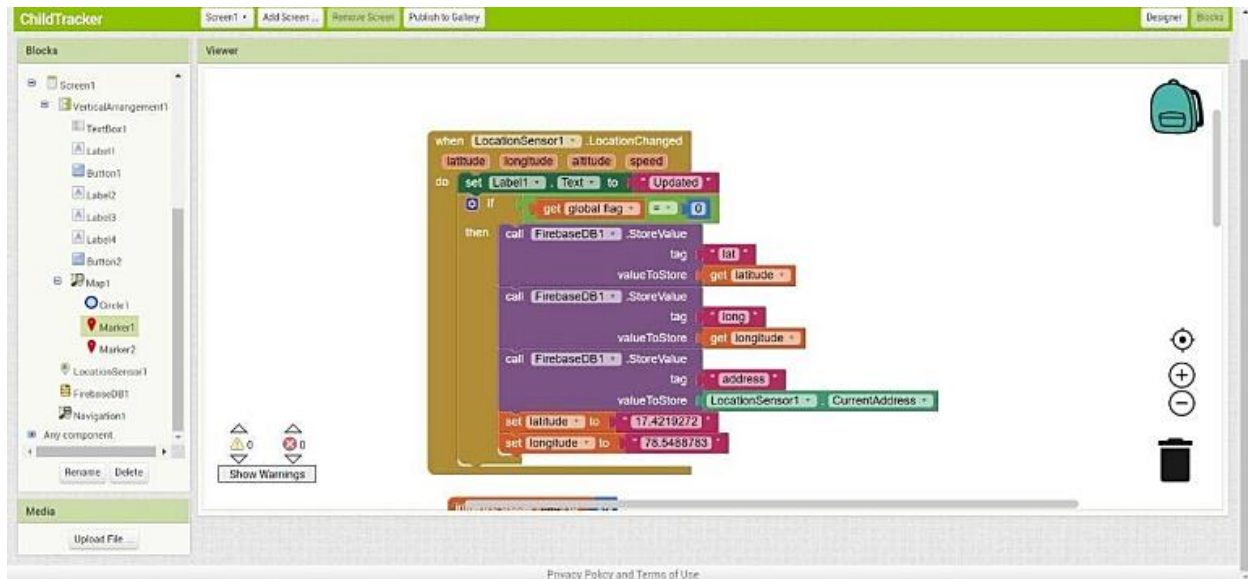 ChildTracker
Screen1
Add Screen ...
Remove Screen
Publish to Gallery
Designer
Blocks
Blocks
Viewer
Screen1
VerticalArrangement1
TextBox1
Label1
Button1
Label2
Label3
Label4
Button2
Map1
Circle1
Marker1
Marker2
LocationSensor1
FirebaseDB1
Navigation1
Any component
Rename
Delete
Media
Upload File ...
when LocationSensor1 .LocationChanged
latitude longitude altitude speed
do set Label1 . Text to " Updated "
if get global flag = 0
then call FirebaseDB1 .StoreValue
tag " lat "
valueToStore get latitude
call FirebaseDB1 .StoreValue
tag " long "
valueToStore get longitude
call FirebaseDB1 .StoreValue
tag " address "
valueToStore LocationSensor1 . CurrentAddress
set latitude to " 17.4219272 "
set longitude to " 78.5488783 "
0
0
Show Warnings
Privacy Policy and Terms of Use